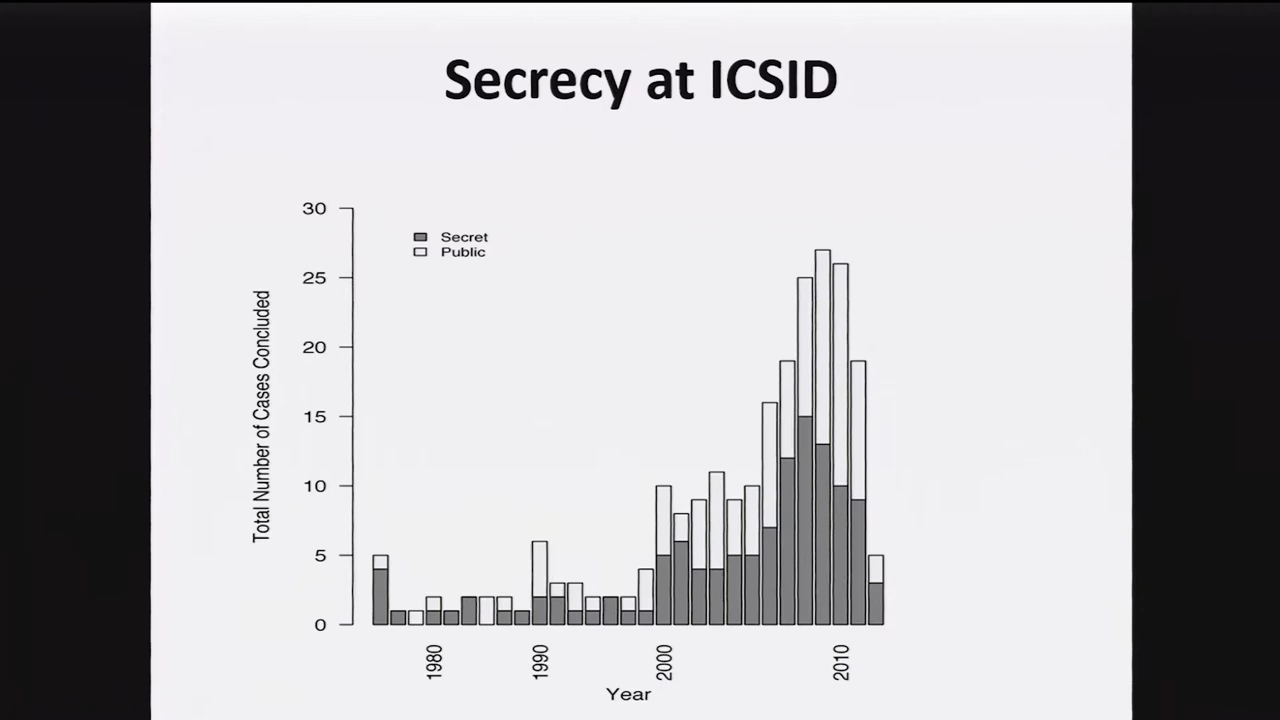 Secrecy at ICSID
30
25
20
15
10
5
0
Secret
Public
Total Number of Cases Concluded
1980
1990
2000
2010
Year